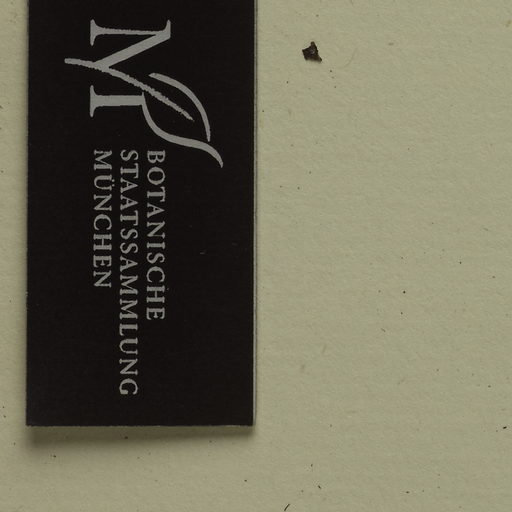 M
BOTANISCHE
STAATSSAMMLUNG
MÜNCHEN